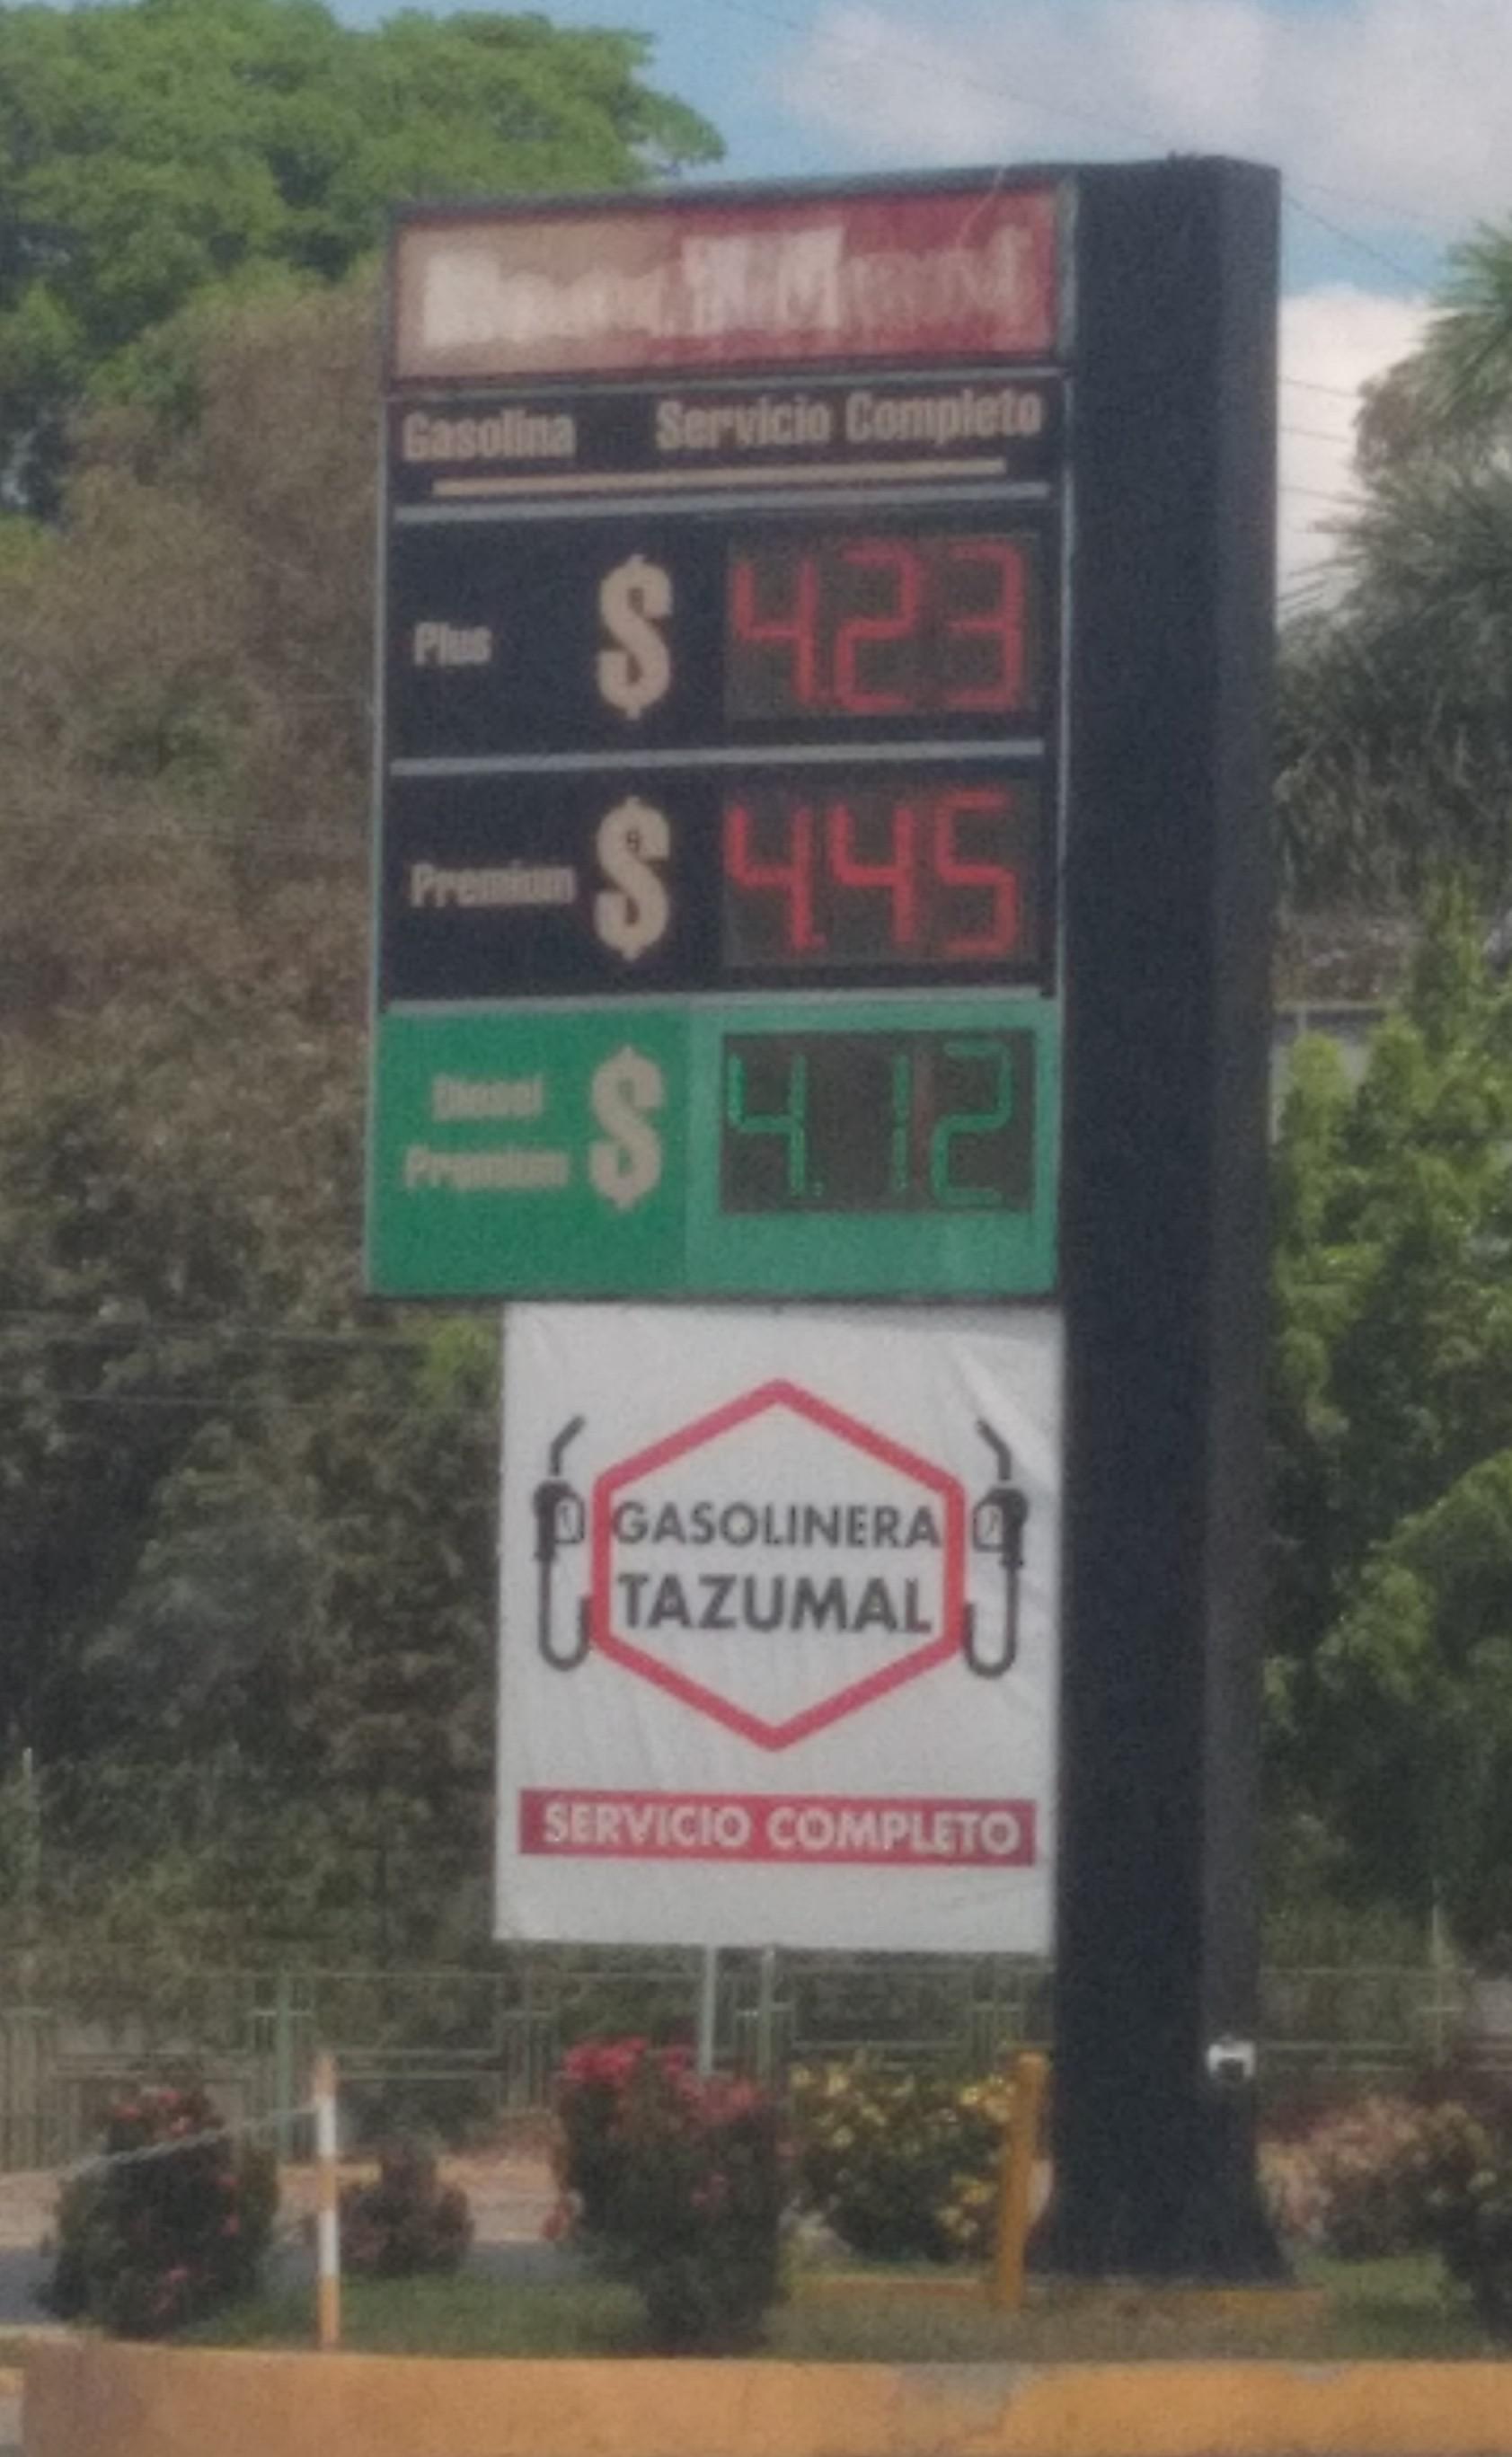 Gasolina Servicio Completo
Plus $ 4.23
Premium $ 4.45
Diesel
Premium $ 4.12
GASOLINERA
TAZUMAL
SERVICIO COMPLETO